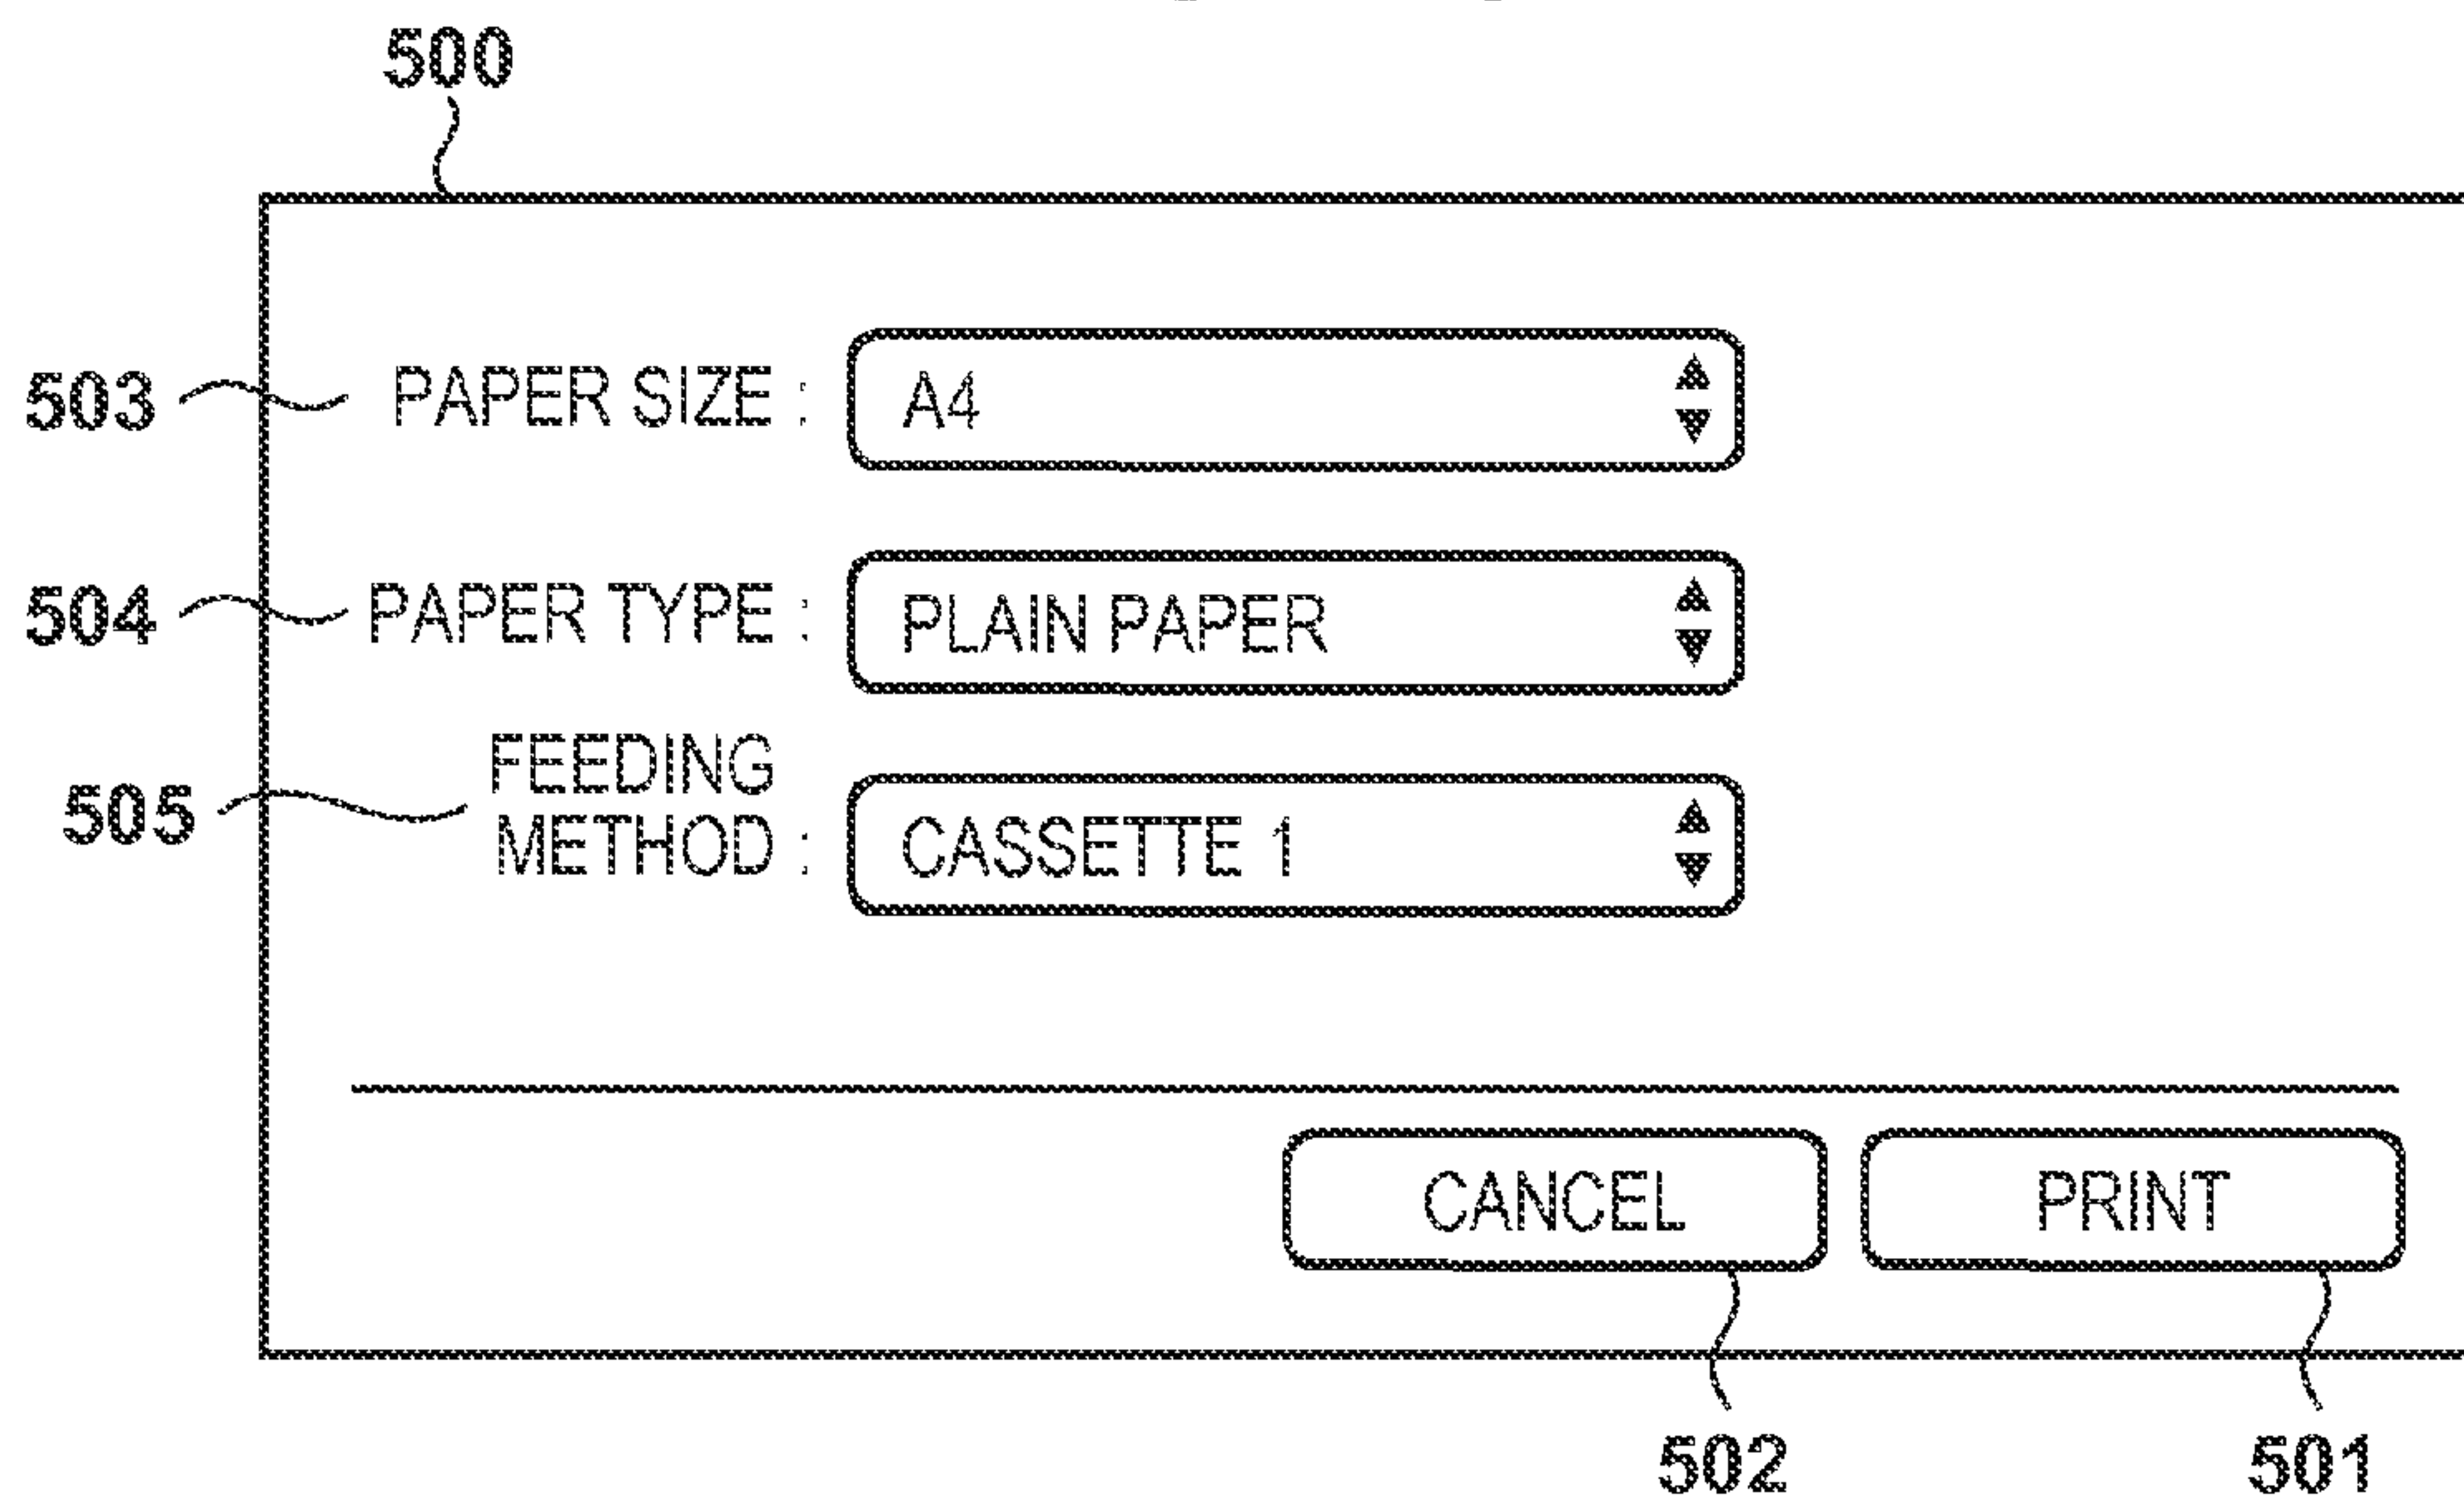 500
503 PAPER SIZE : A4
504 PAPER TYPE : PLAIN PAPER
505 FEEDING
METHOD : CASSETTE 1
CANCEL PRINT
502 501